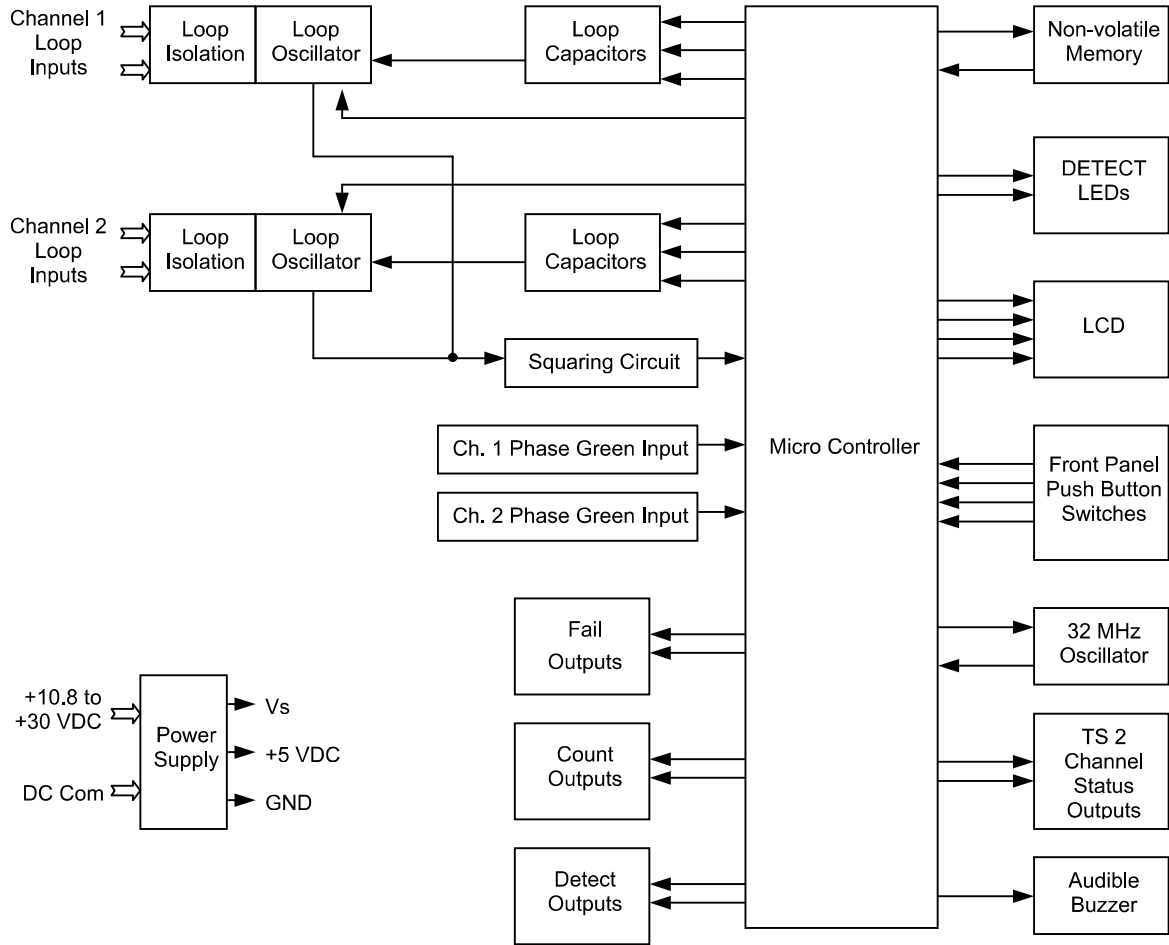 Channel 1
Loop
Inputs
Loop
Isolation
Loop
Oscillator
Loop
Capacitors
Non-volatile
Memory
DETECT
LEDs
Channel 2
Loop
Inputs
Loop
Isolation
Loop
Oscillator
Loop
Capacitors
LCD
Squaring Circuit
Ch. 1 Phase Green Input
Micro Controller
Front Panel
Push Button
Switches
Ch. 2 Phase Green Input
Fail
Outputs
32 MHz
Oscillator
+10.8 to
+30 VDC
DC Com
Power
Supply
Vs
+5 VDC
GND
Count
Outputs
TS 2
Channel
Status
Outputs
Detect
Outputs
Audible
Buzzer